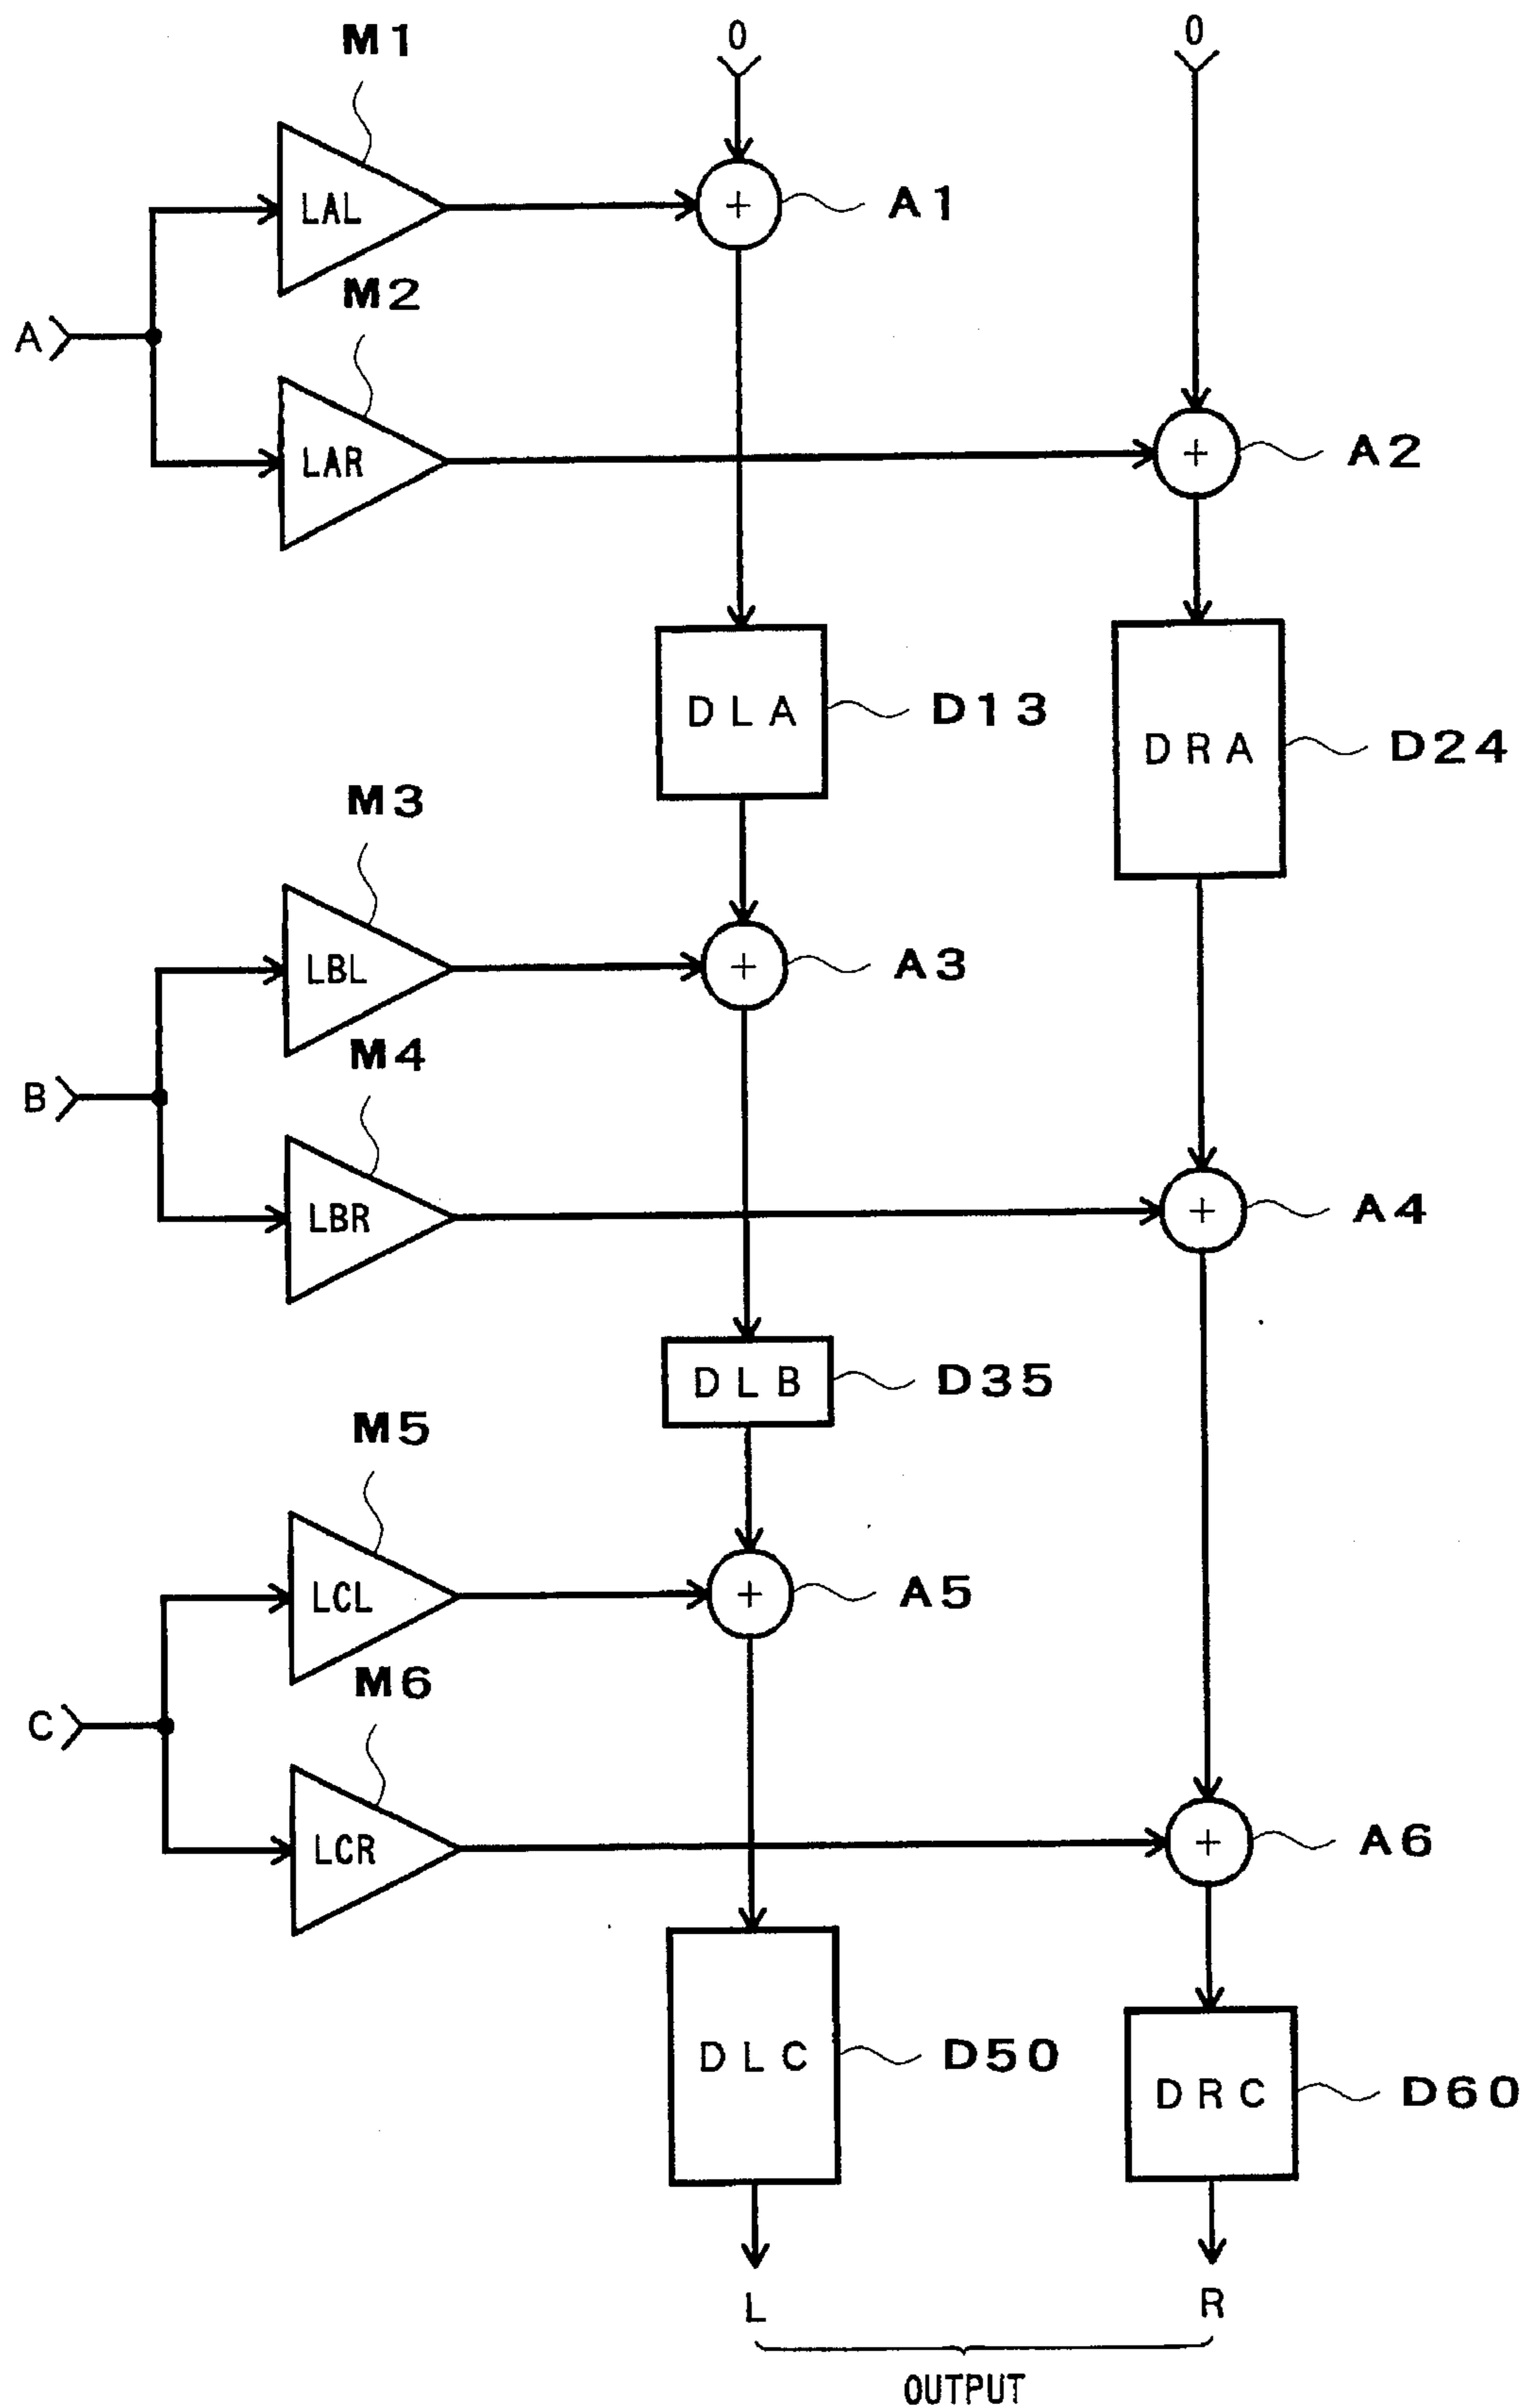 M1
0
0
LAL
A1
M2
A
LAR
A2
DLA
D13
DRA
D24
M3
LBL
A3
M4
B
LBR
A4
DLB
D35
M5
LCL
A5
M6
C
LCR
A6
DLC
D50
DRC
D60
L
R
OUTPUT